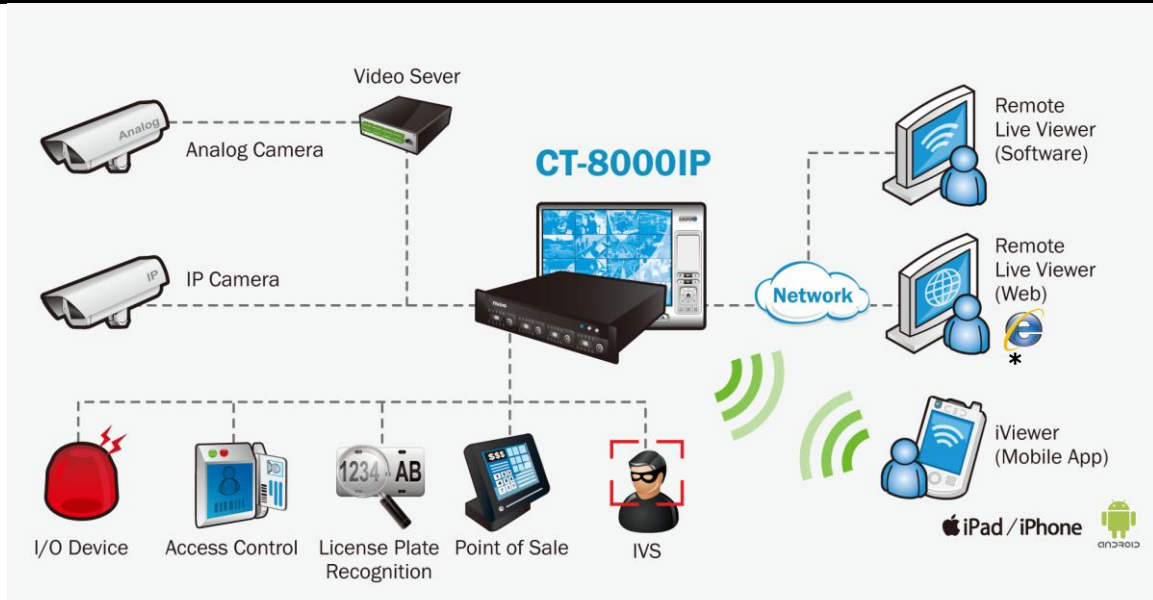 Video Sever
Analog
Analog Camera
CT-8000IP
Remote
Live Viewer
(Software)
IP
IP Camera
Network
Remote
Live Viewer
(Web)
*
iViewer
(Mobile App)
iPad / iPhone
ANDROID
1234 AB
$$$
I/O Device
Access Control
License Plate
Recognition
Point of Sale
IVS